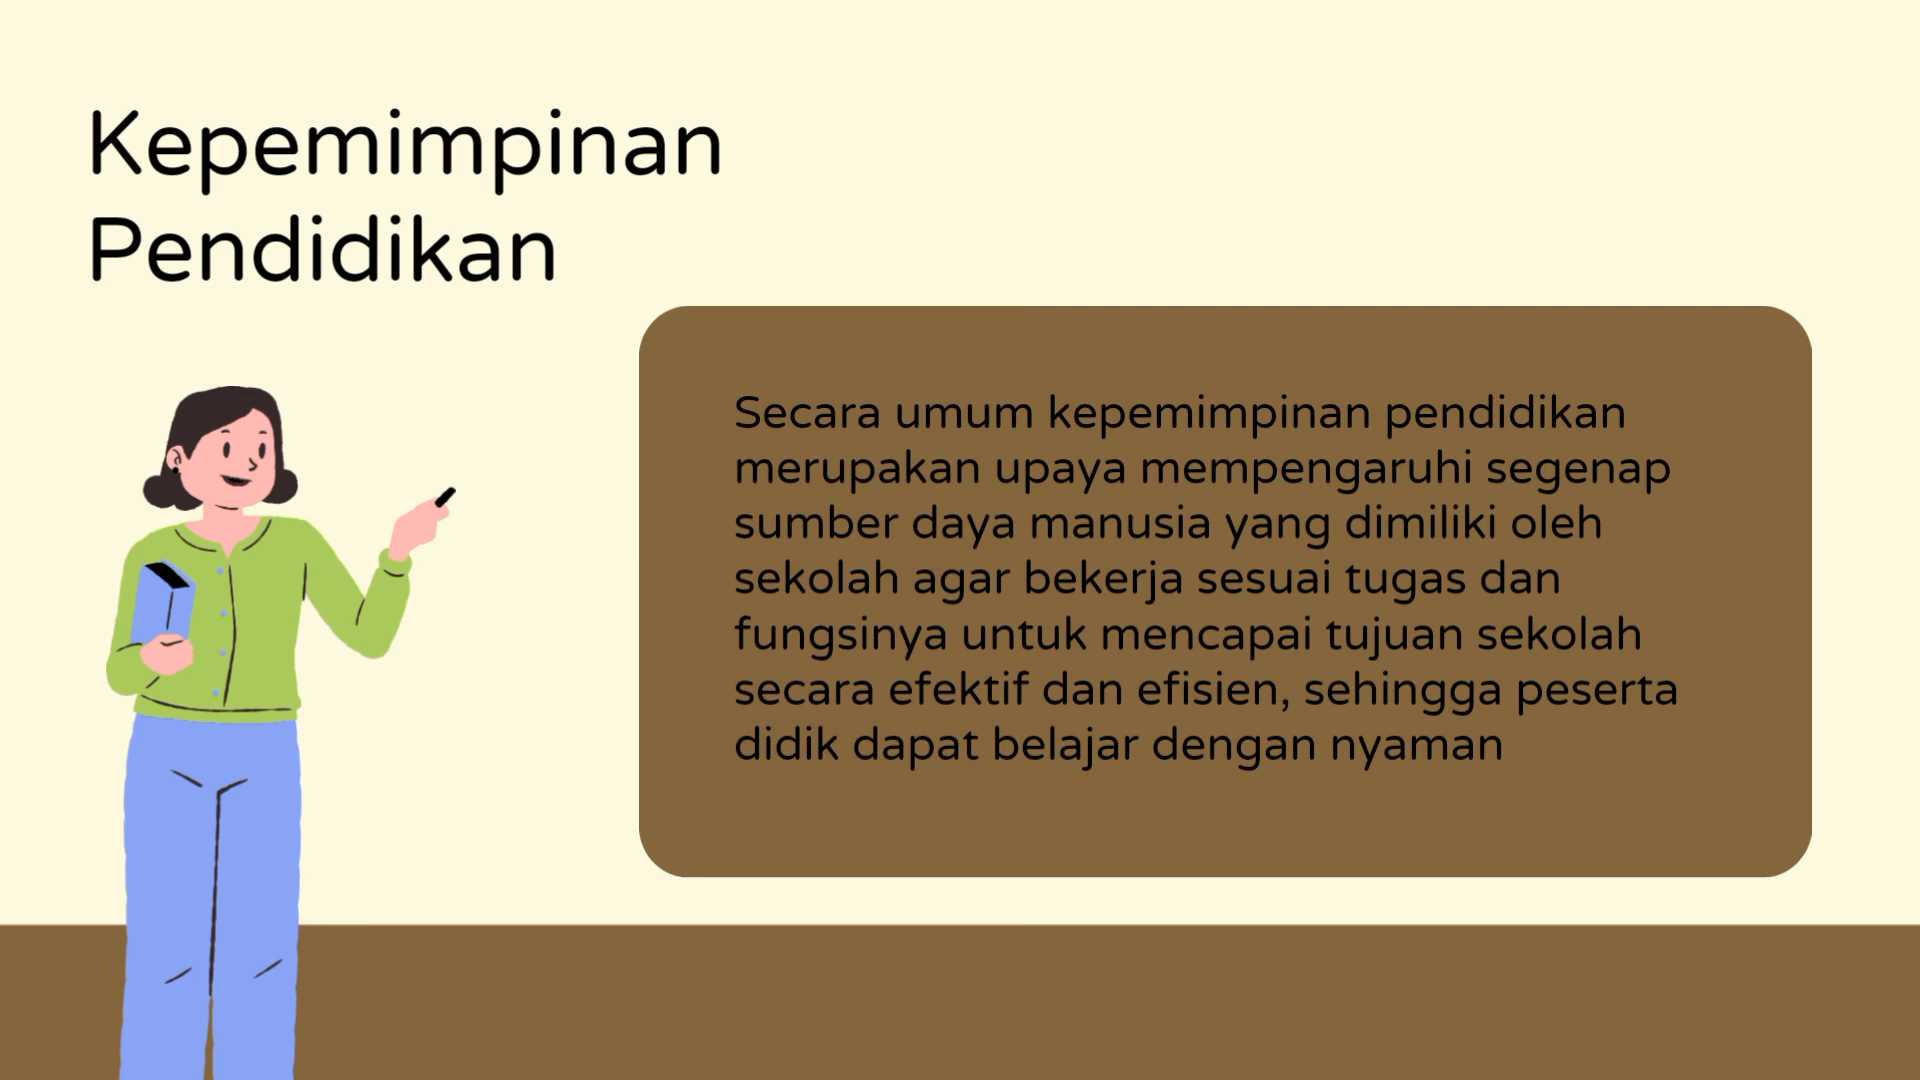 Kepemimpinan
Pendidikan
Secara umum kepemimpinan pendidikan
merupakan upaya mempengaruhi segenap
sumber daya manusia yang dimiliki oleh
sekolah agar bekerja sesuai tugas dan
fungsinya untuk mencapai tujuan sekolah
secara efektif dan efisien, sehingga peserta
didik dapat belajar dengan nyaman